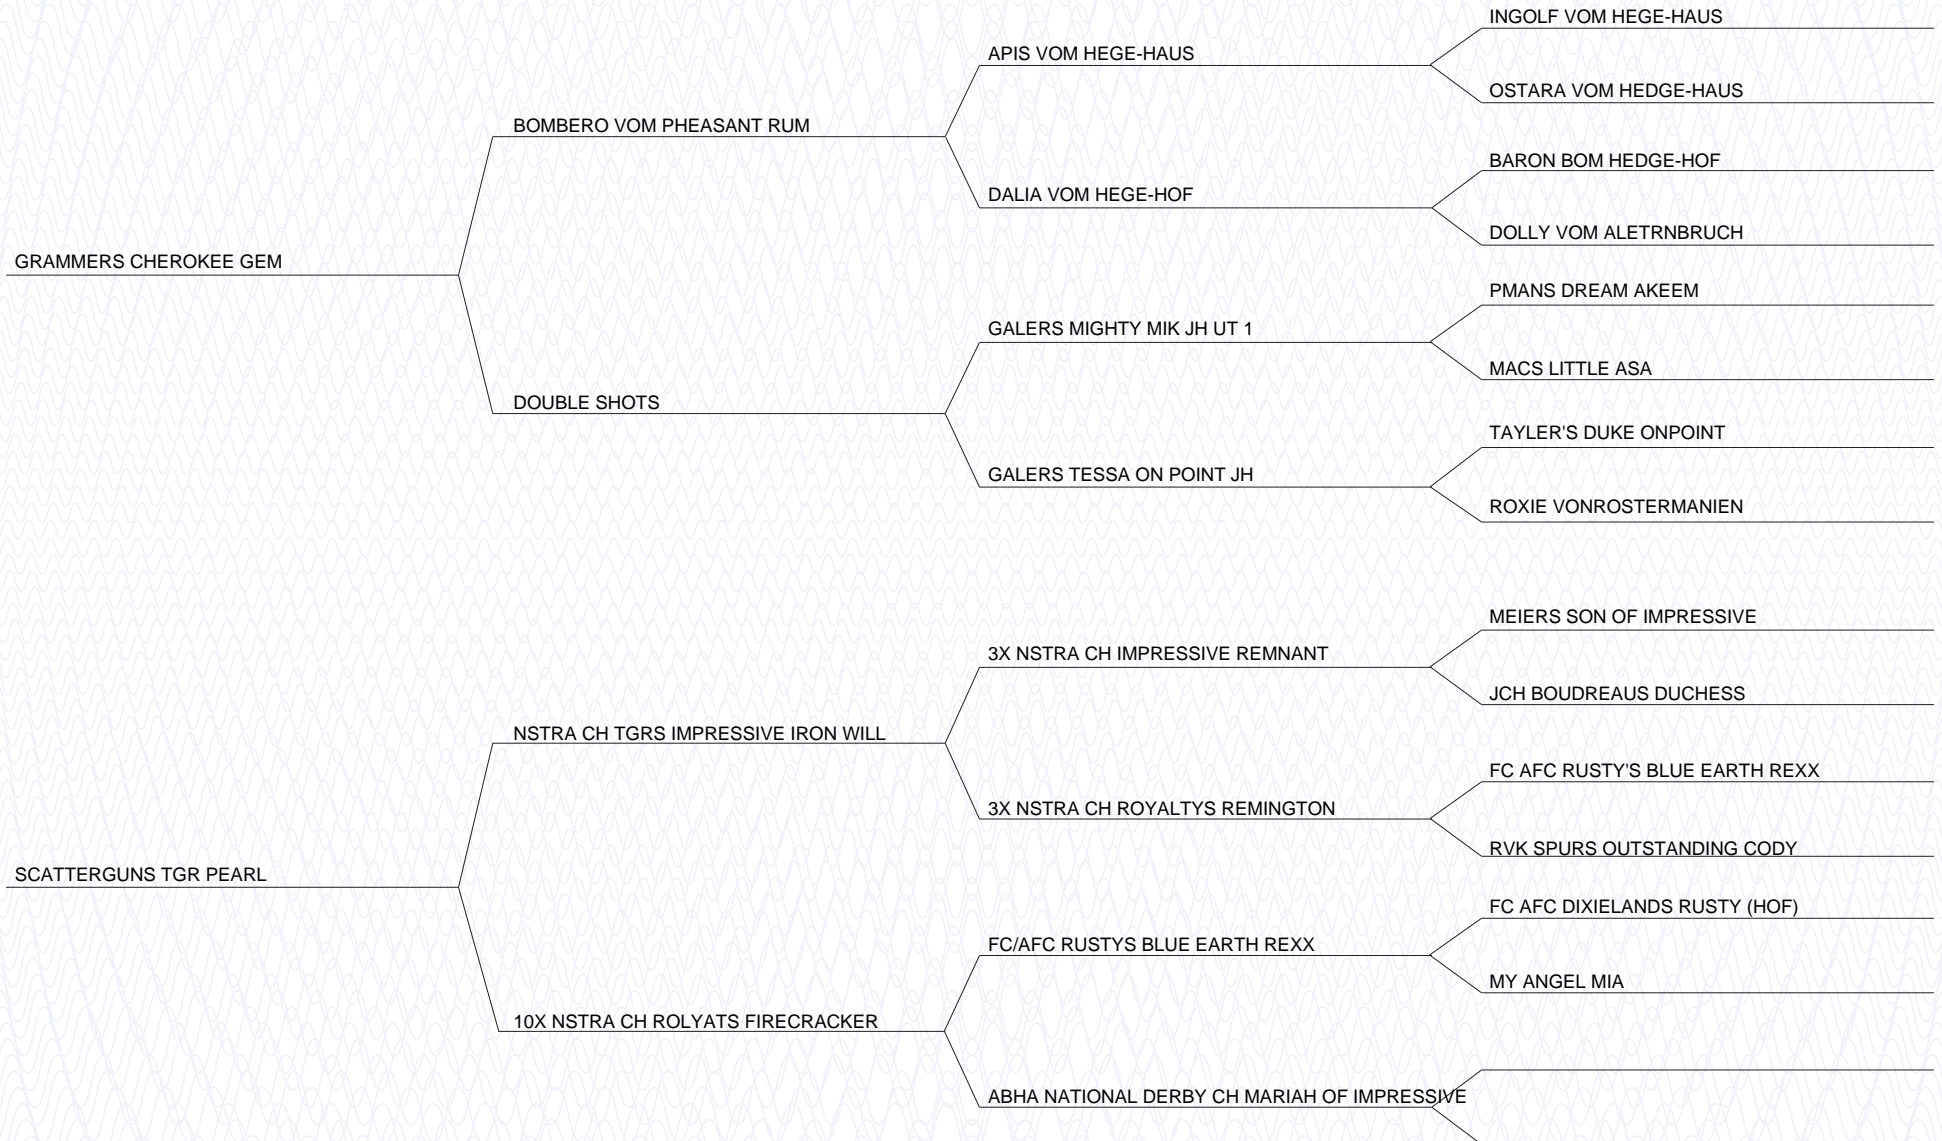 INGOLF VOM HEGE-HAUS
APIS VOM HEGE-HAUS
OSTARA VOM HEDGE-HAUS
BOMBERO VOM PHEASANT RUM
BARON BOM HEDGE-HOF
DALIA VOM HEGE-HOF
DOLLY VOM ALETRNBRUCH
GRAMMERS CHEROKEE GEM
PMANS DREAM AKEEM
GALERS MIGHTY MIK JH UT 1
MACS LITTLE ASA
DOUBLE SHOTS
TAYLER'S DUKE ONPOINT
GALERS TESSA ON POINT JH
ROXIE VONROSTERMANIEN
MEIERS SON OF IMPRESSIVE
3X NSTRA CH IMPRESSIVE REMNANT
JCH BOUDREAUS DUCHESS
NSTRA CH TGRS IMPRESSIVE IRON WILL
FC AFC RUSTY'S BLUE EARTH REXX
3X NSTRA CH ROYALTYS REMINGTON
RVK SPURS OUTSTANDING CODY
SCATTERGUNS TGR PEARL
FC AFC DIXIELANDS RUSTY (HOF)
FC/AFC RUSTYS BLUE EARTH REXX
MY ANGEL MIA
10X NSTRA CH ROLYATS FIRECRACKER
ABHA NATIONAL DERBY CH MARIAH OF IMPRESSIVE